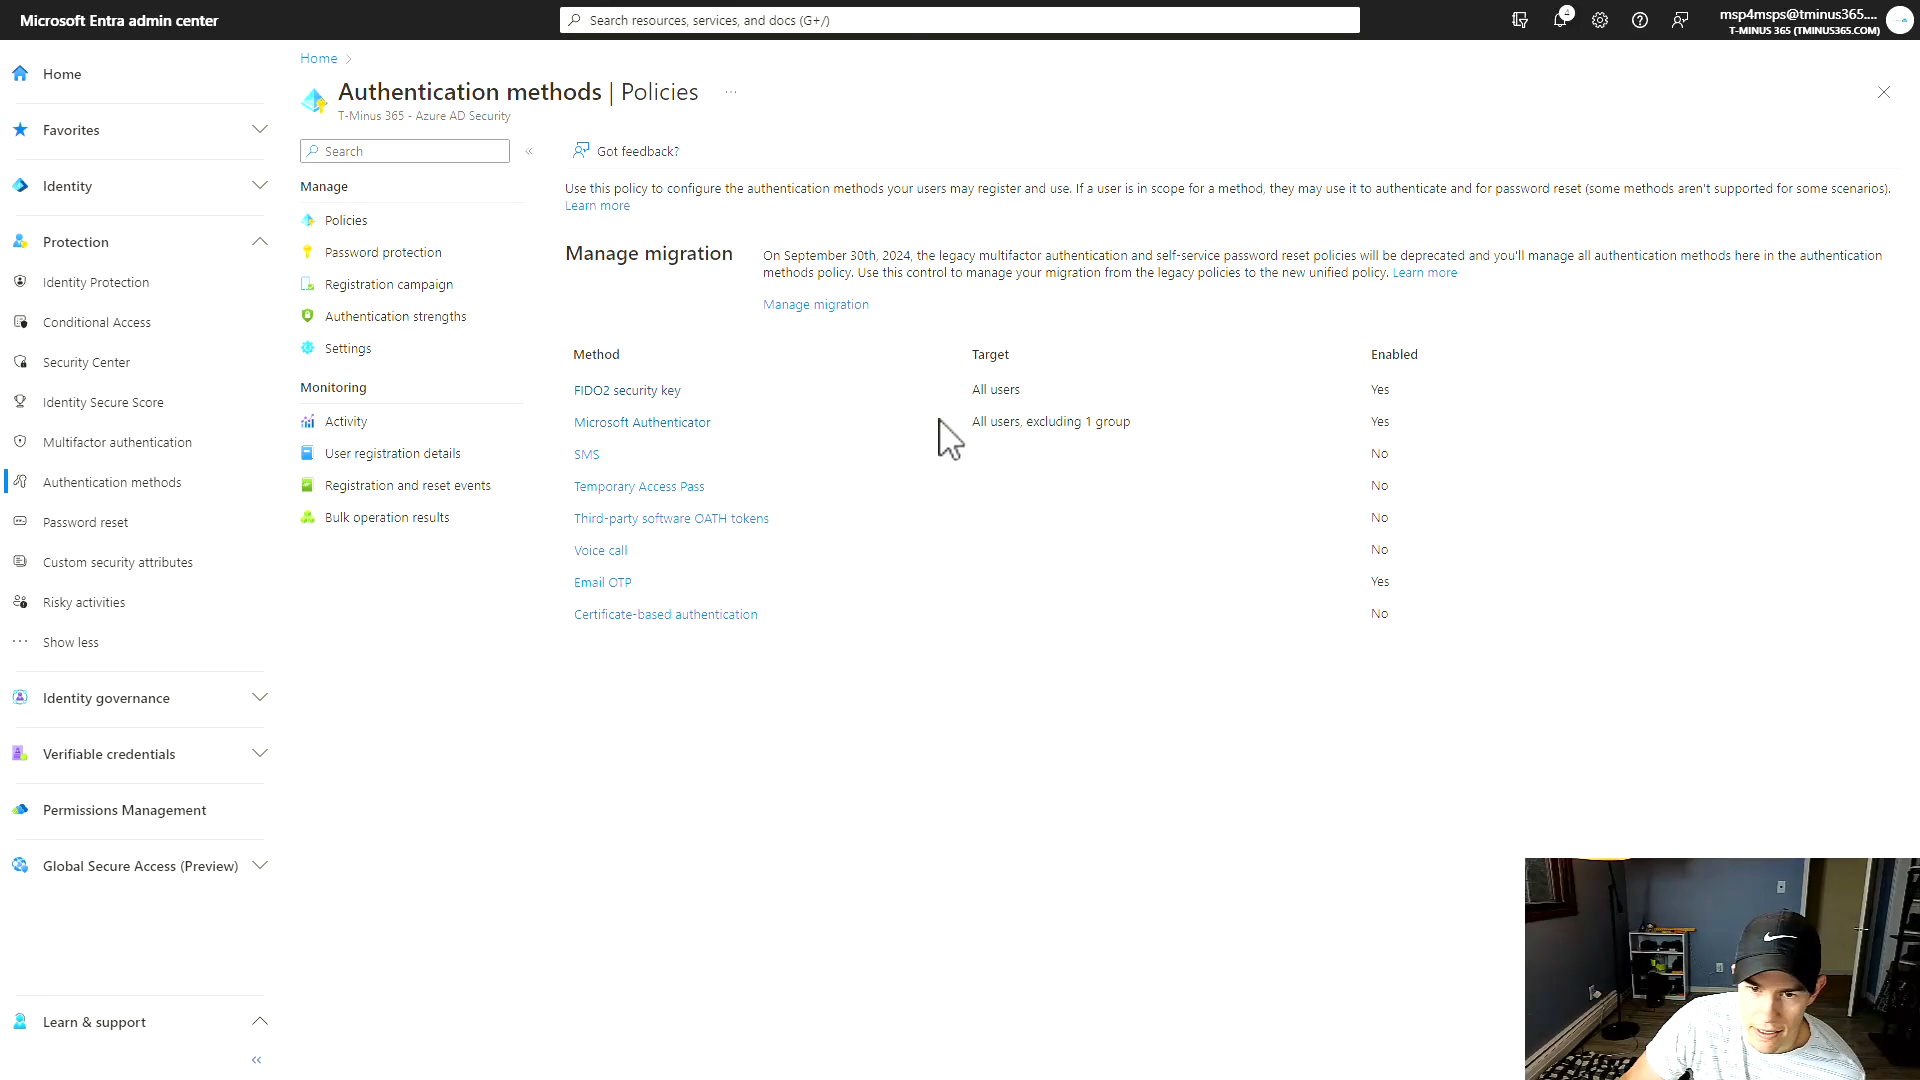 Microsoft Entra admin center
Search resources, services, and docs (G+/)
4
msp4msps@tminus365....
T-MINUS 365 (TMINUS365.COM)
Home
Favorites
Identity
Protection
Identity Protection
Conditional Access
Security Center
Identity Secure Score
Multifactor authentication
Authentication methods
Password reset
Custom security attributes
Risky activities
Show less
Identity governance
Verifiable credentials
Permissions Management
Global Secure Access (Preview)
Learn & support
Home
Authentication methods | Policies
T-Minus 365 - Azure AD Security
Search
Manage
Policies
Password protection
Registration campaign
Authentication strengths
Settings
Monitoring
Activity
User registration details
Registration and reset events
Bulk operation results
Got feedback?
Use this policy to configure the authentication methods your users may register and use. If a user is in scope for a method, they may use it to authenticate and for password reset (some methods aren't supported for some scenarios).
Learn more
Manage migration
On September 30th, 2024, the legacy multifactor authentication and self-service password reset policies will be deprecated and you'll manage all authentication methods here in the authentication
methods policy. Use this control to manage your migration from the legacy policies to the new unified policy. Learn more
Manage migration
Method Target Enabled
FIDO2 security key All users Yes
Microsoft Authenticator All users, excluding 1 group Yes
SMS No
Temporary Access Pass No
Third-party software OATH tokens No
Voice call No
Email OTP Yes
Certificate-based authentication No